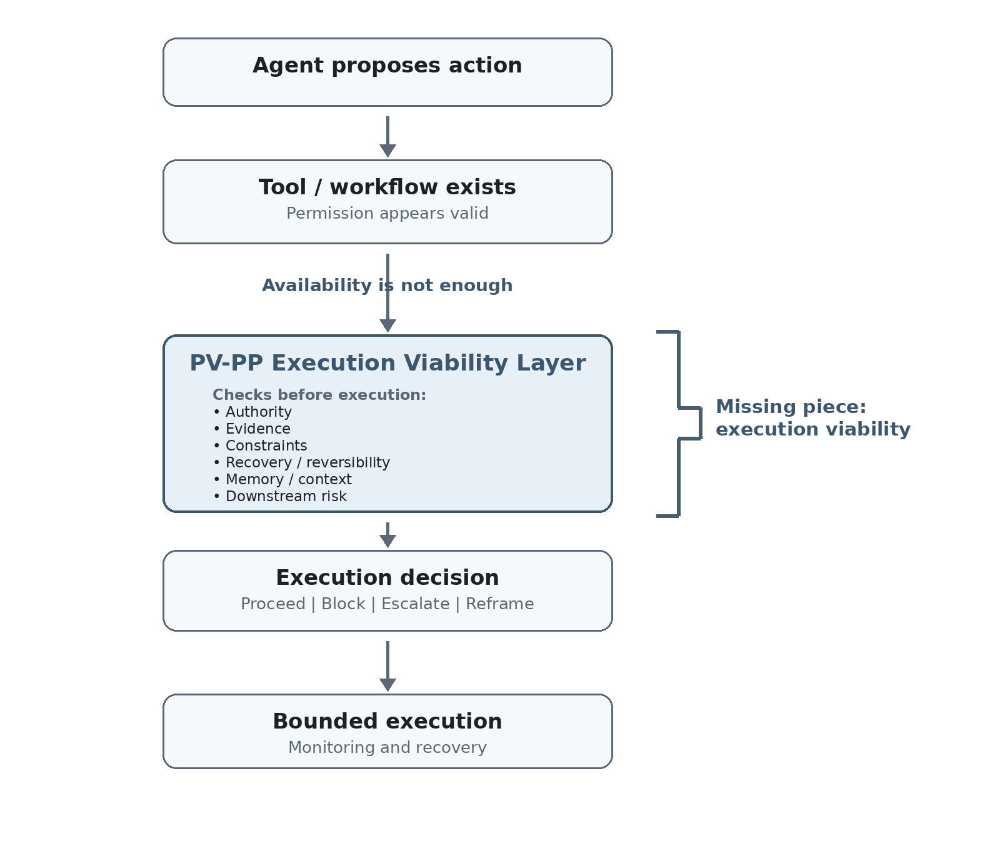 Agent proposes action
Tool / workflow exists
Permission appears valid
Availability is not enough
PV-PP Execution Viability Layer
Checks before execution:
• Authority
• Evidence
• Constraints
• Recovery / reversibility
• Memory / context
• Downstream risk
Missing piece:
execution viability
Execution decision
Proceed | Block | Escalate | Reframe
Bounded execution
Monitoring and recovery